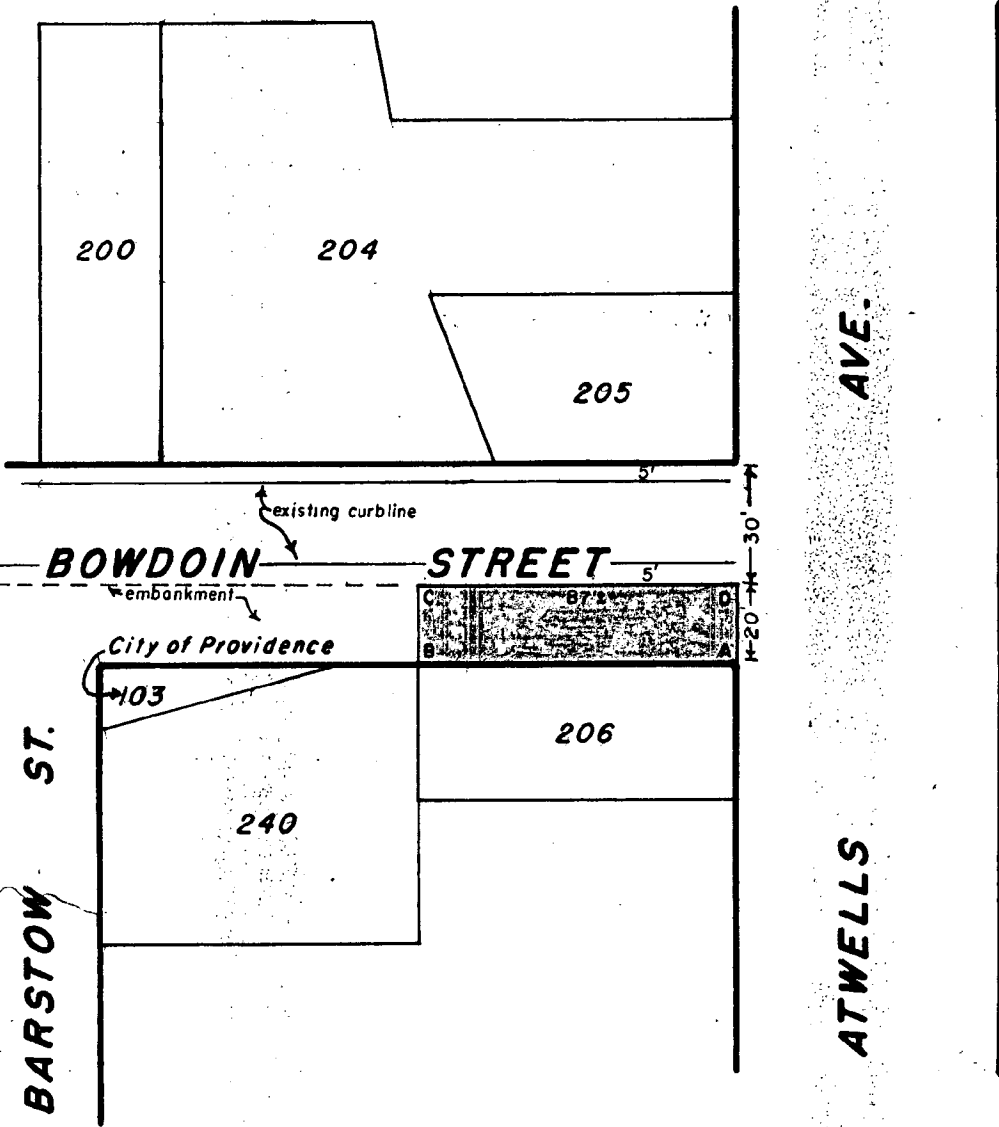 200
204
205
AVE.
5'
existing curbline
30'
BOWDOIN STREET
5'
embankment
C
D
20'
City of Providence
B
A
103
206
240
BARSTOW ST.
ATWELLS